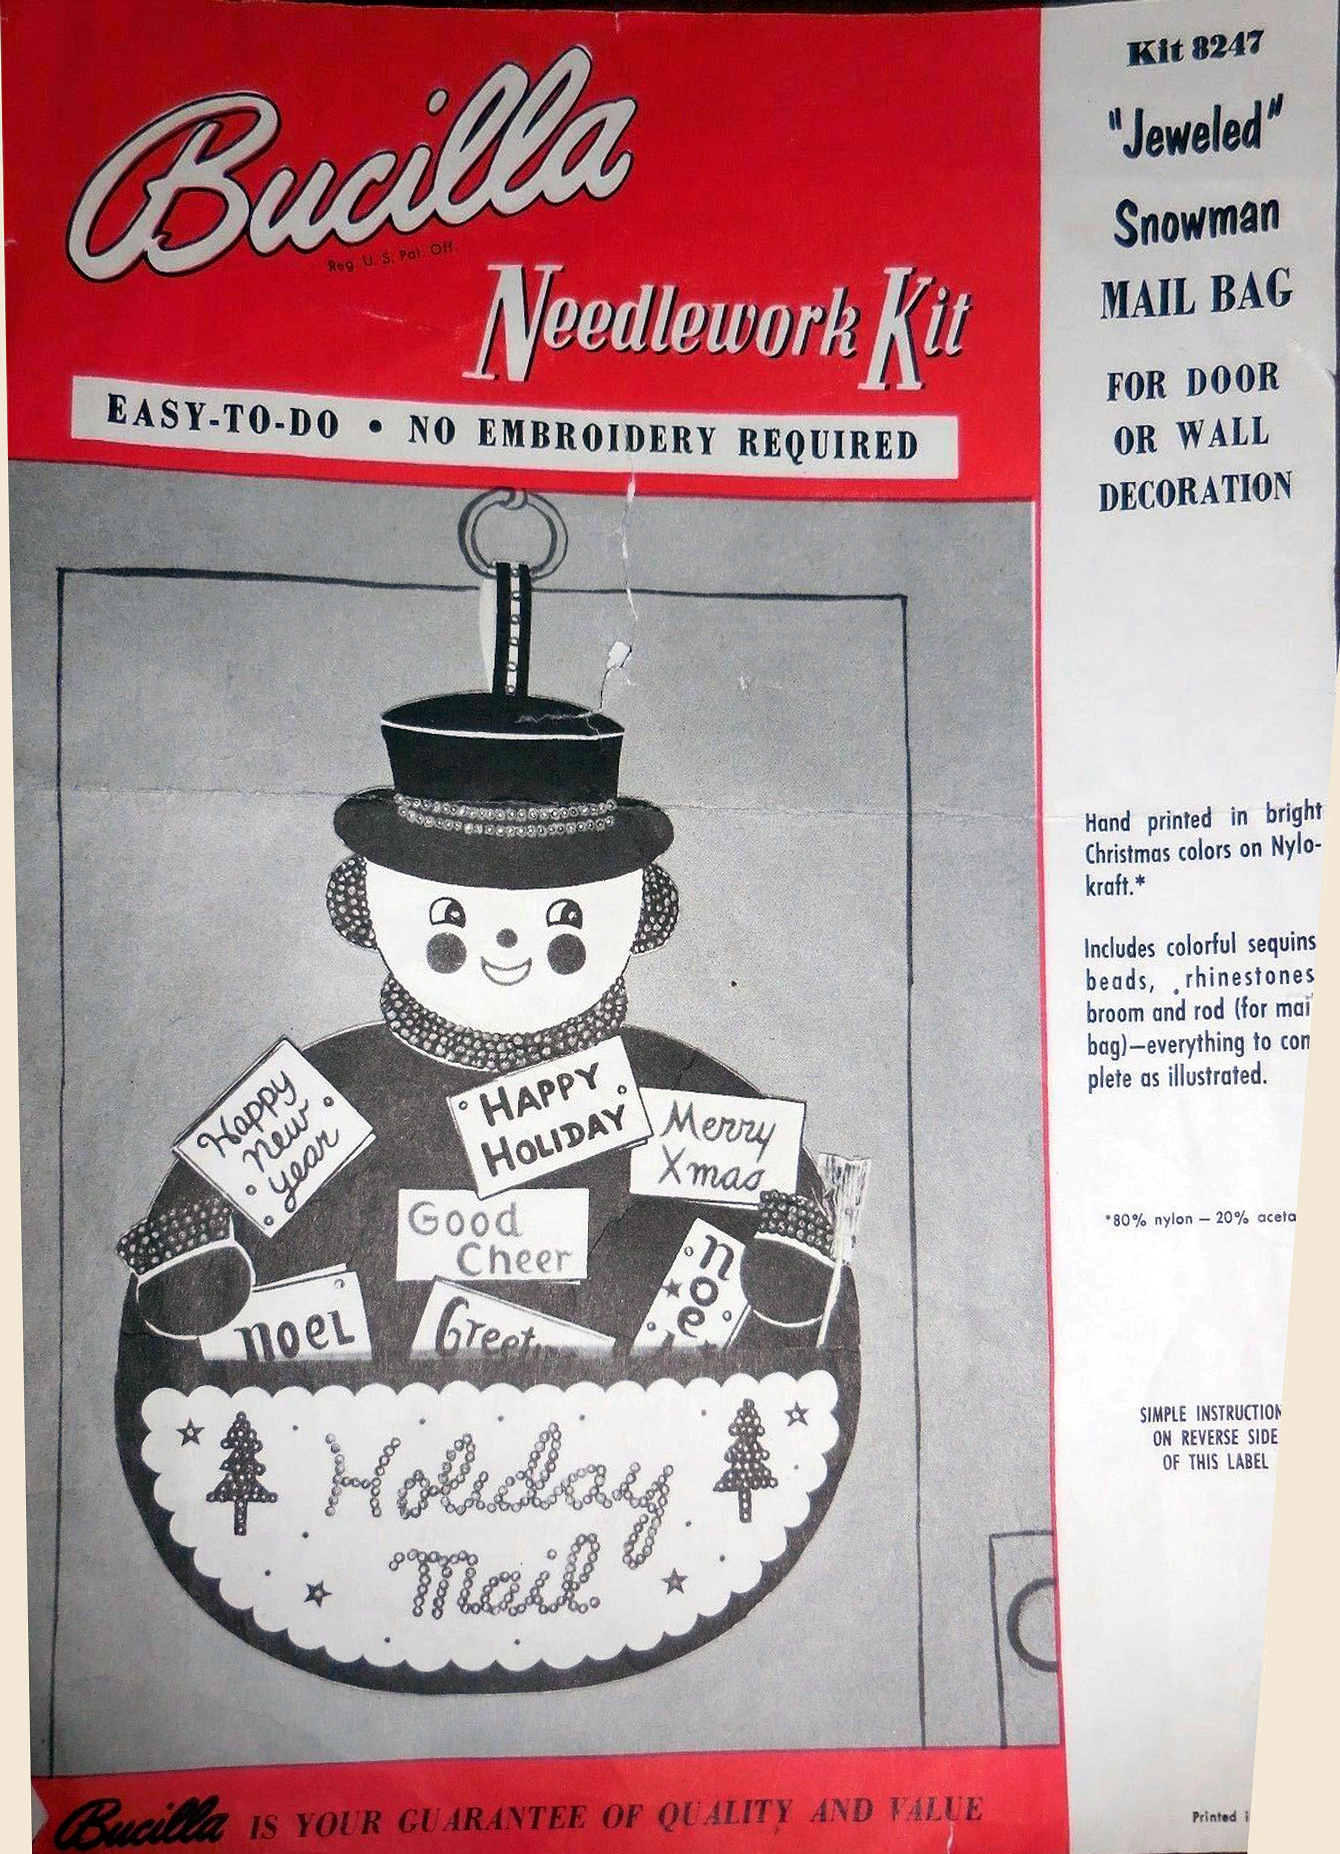 Bucilla
Reg. U. S. Pat. Off.
Needlework Kit
EASY-TO-DO • NO EMBROIDERY REQUIRED
Happy
New
Year
HAPPY
HOLIDAY
Merry
Xmas
Good
Cheer
noel
Greet
noel
Holiday
Mail
Bucilla IS YOUR GUARANTEE OF QUALITY AND VALUE
Kit 8247
"Jeweled"
Snowman
MAIL BAG
FOR DOOR
OR WALL
DECORATION
Hand printed in bright
Christmas colors on Nylo-
kraft.*
Includes colorful sequins
beads, rhinestones
broom and rod (for mai
bag)—everything to com
plete as illustrated.
*80% nylon — 20% aceta
SIMPLE INSTRUCTION
ON REVERSE SIDE
OF THIS LABEL
Printed i